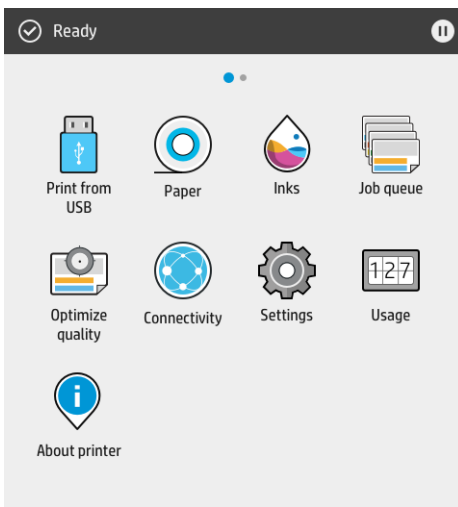 Ready
Print from
USB
Paper
Inks
Job queue
Optimize
quality
Connectivity
Settings
127
Usage
i
About printer